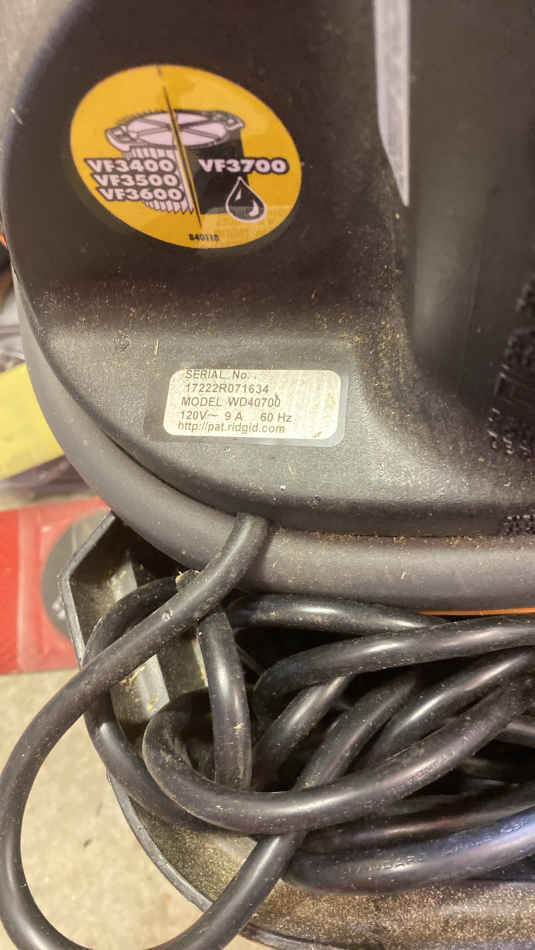 VF3400
VF3500
VF3600
VF3700
840118
SERIAL No.
17222R071634
MODEL WD40700
120V~ 9 A 60 Hz
http://pat.ridgid.com